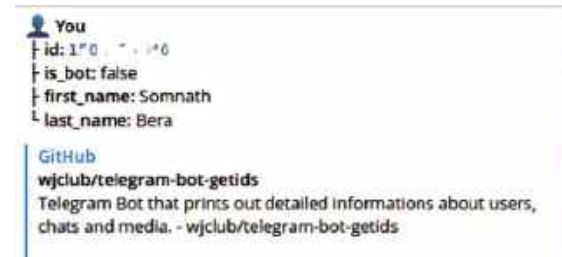 You
├ id:
├ is_bot: false
├ first_name: Somnath
└ last_name: Bera
GitHub
wjclub/telegram-bot-getids
Telegram Bot that prints out detailed informations about users,
chats and media. - wjclub/telegram-bot-getids